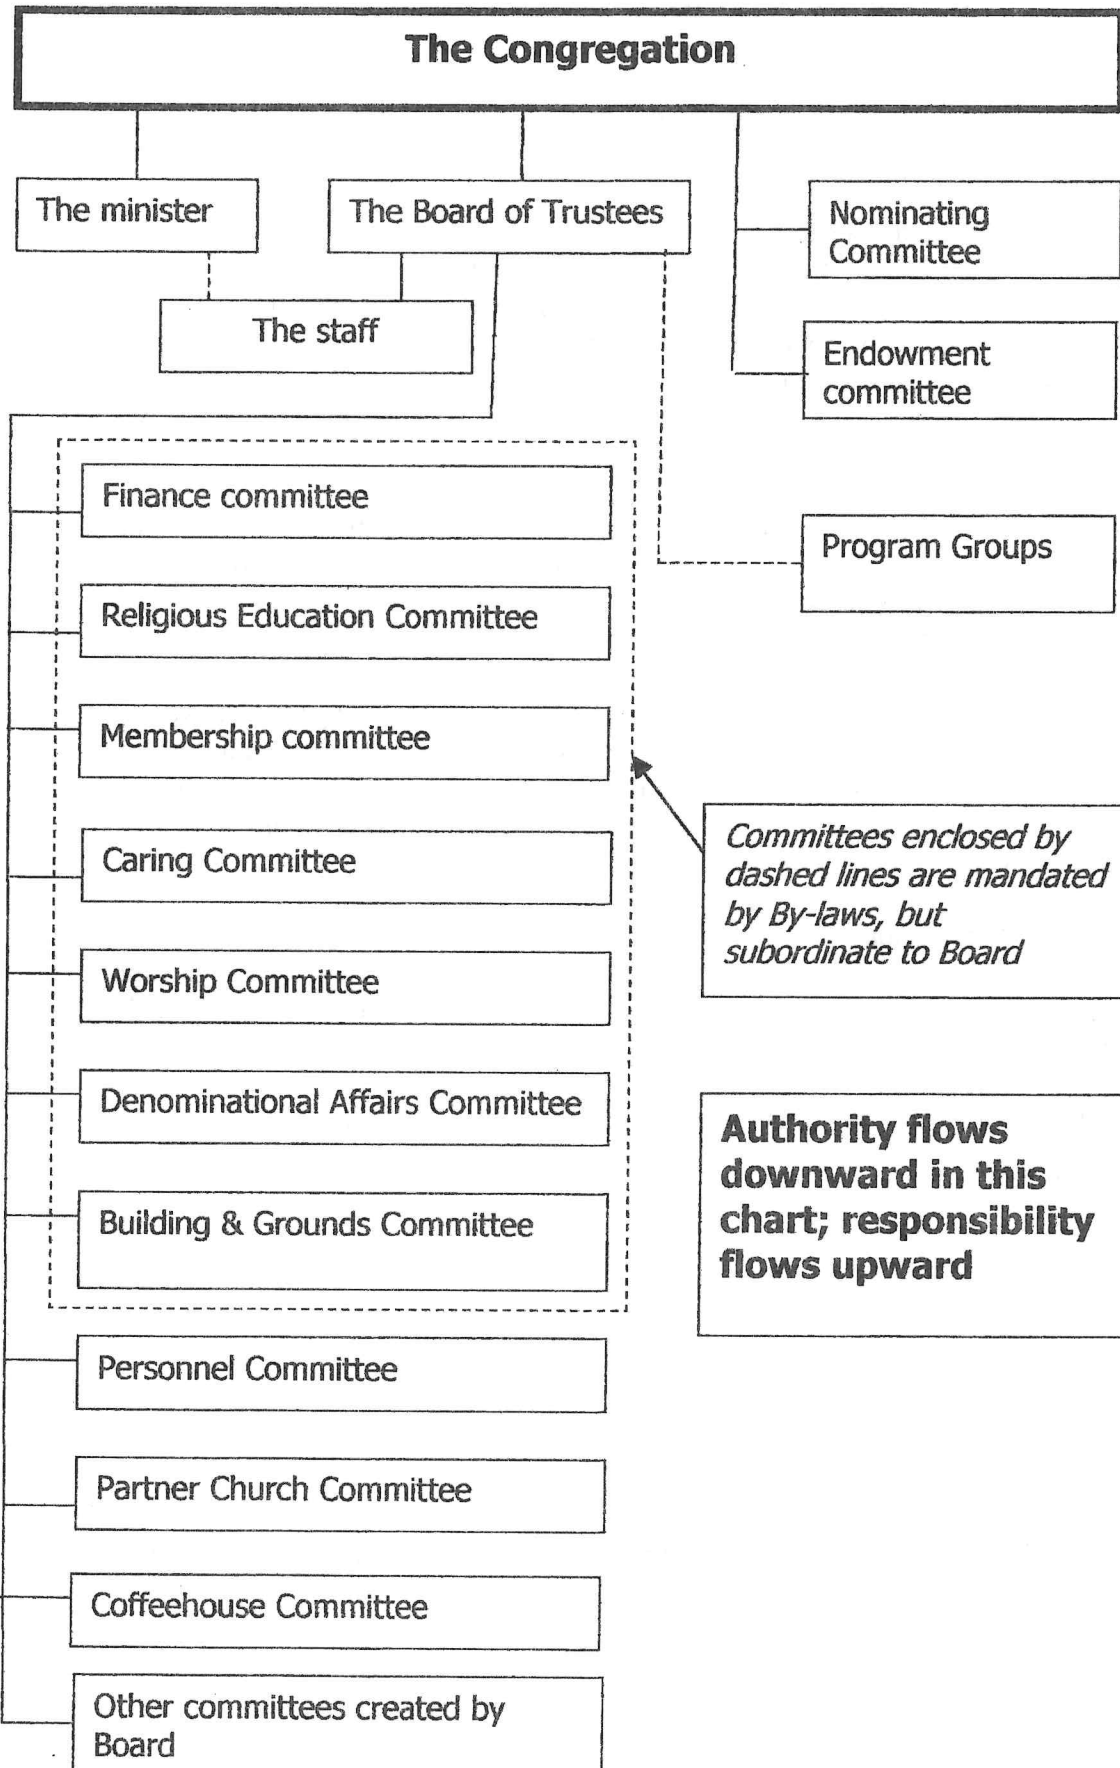 The Congregation
The minister
The Board of Trustees
Nominating
Committee
The staff
Endowment
committee
Finance committee
Program Groups
Religious Education Committee
Membership committee
Committees enclosed by
dashed lines are mandated
by By-laws, but
subordinate to Board
Caring Committee
Worship Committee
Denominational Affairs Committee
Authority flows
downward in this
chart; responsibility
flows upward
Building & Grounds Committee
Personnel Committee
Partner Church Committee
Coffeehouse Committee
Other committees created by
Board